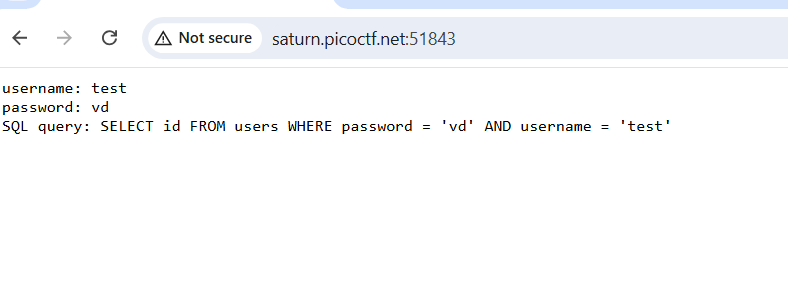 Not secure saturn.picoctf.net:51843
username: test
password: vd
SQL query: SELECT id FROM users WHERE password = 'vd' AND username = 'test'